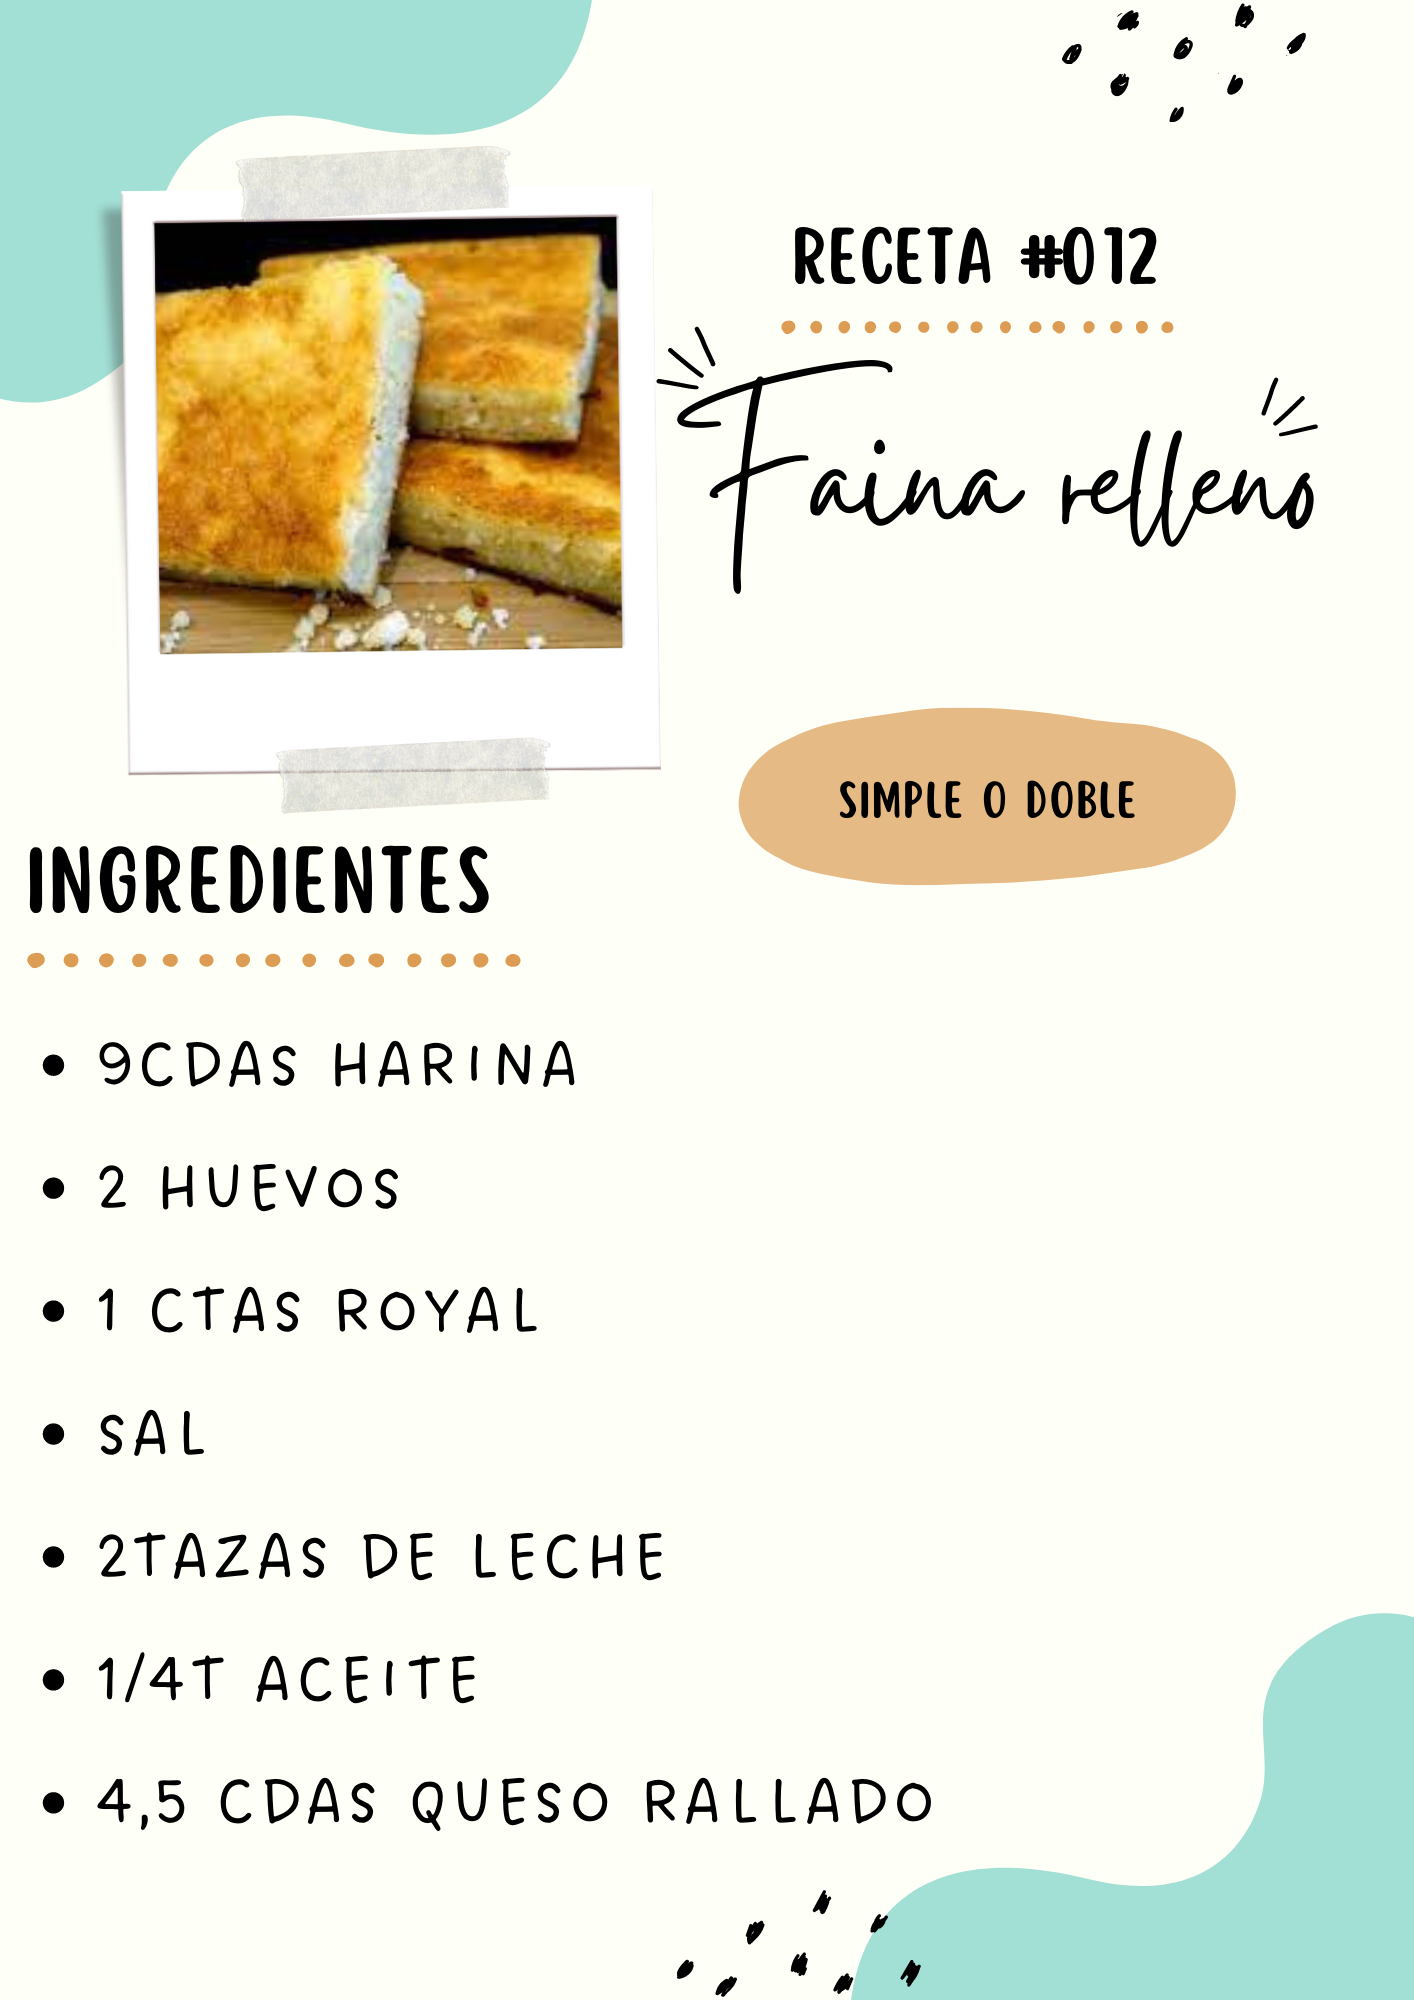 RECETA #012
Faina relleno
SIMPLE O DOBLE
INGREDIENTES
9CDAS HARINA
2 HUEVOS
1 CTAS ROYAL
SAL
2TAZAS DE LECHE
1/4T ACEITE
4,5 CDAS QUESO RALLADO